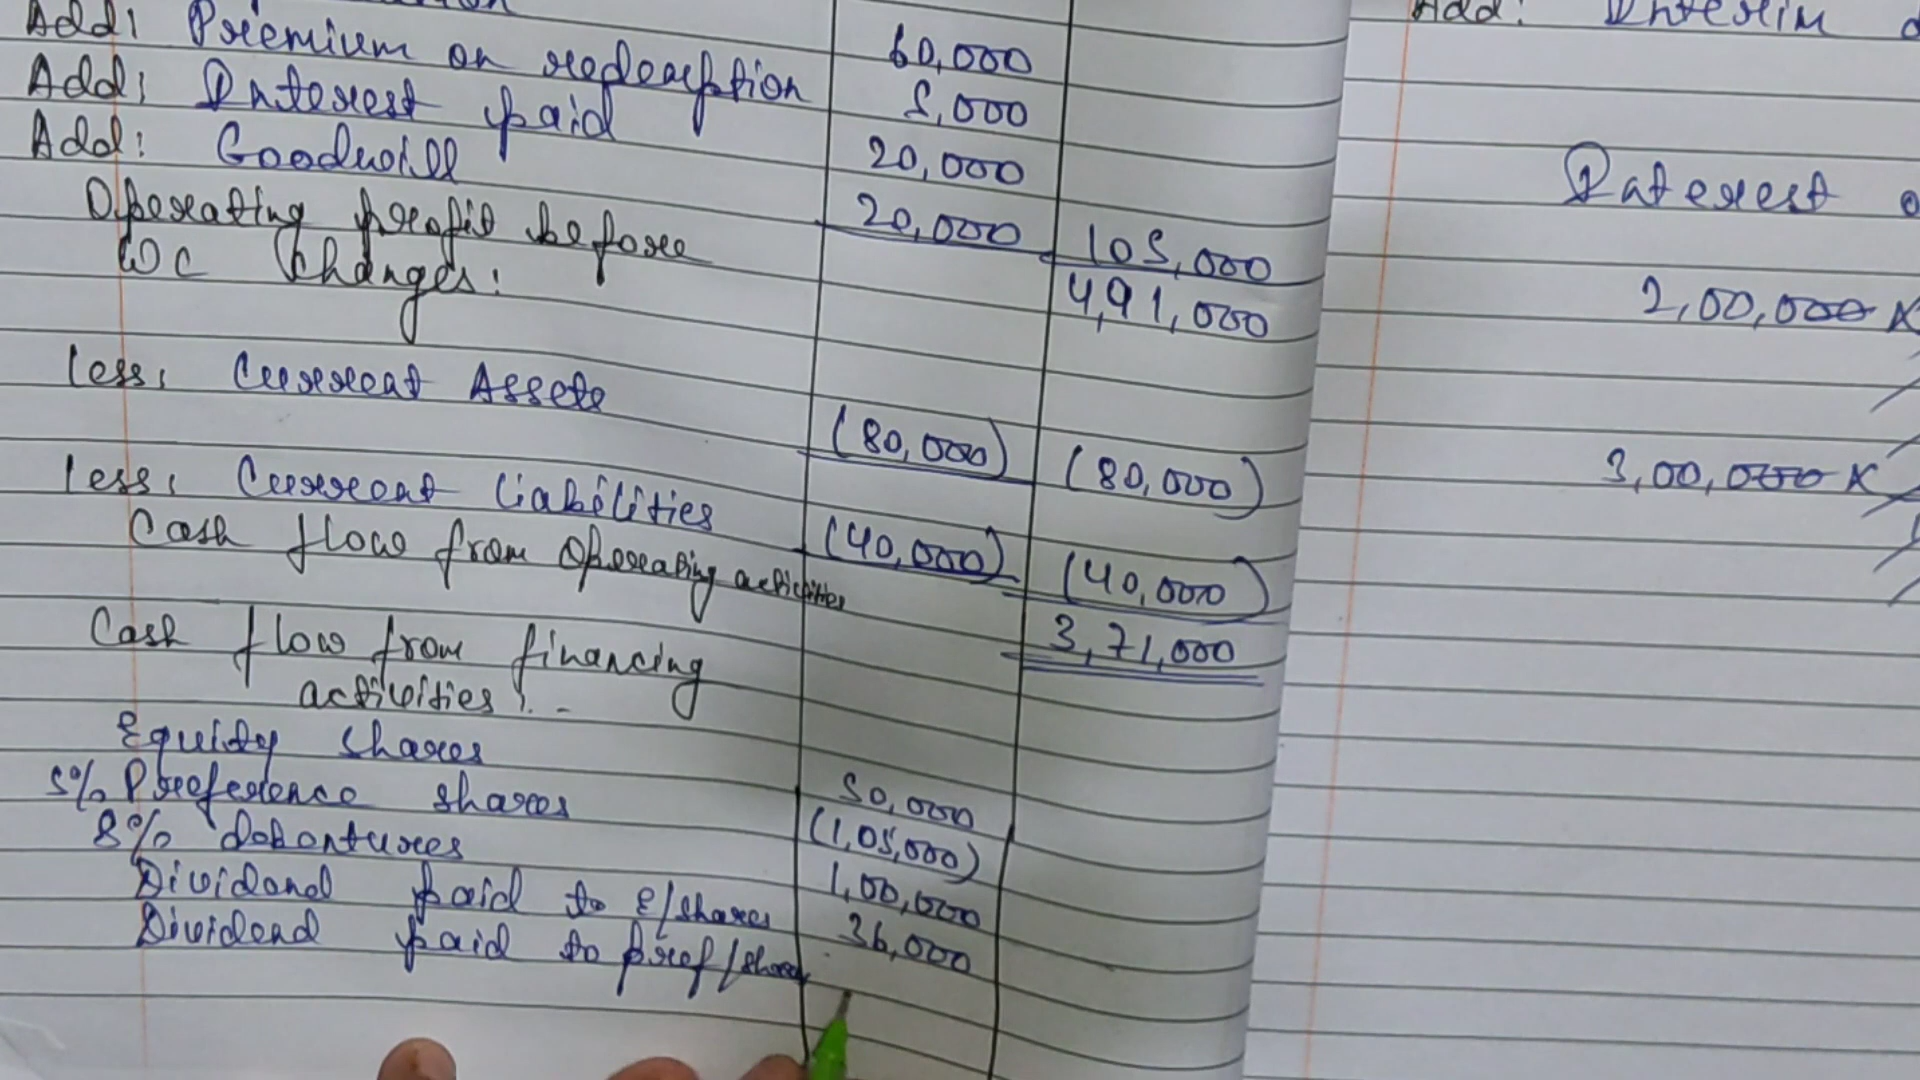 Add: Premium on redemption 60,000
Add: Interest paid 5,000
Add: Goodwill 20,000
Operating profit before 20,000 105,000
WC Changes: 4,91,000
Less: Current Assets (80,000) (80,000)
Less: Current Liabilities (40,000) (40,000)
Cash flow from Operating activities 3,71,000
Cash flow from financing
activities:-
Equity shares 50,000
5% Preference shares (1,05,000)
8% debentures 1,00,000
Dividend paid to E/shares 36,000
Dividend paid to pref/shares
Add: Interim
Interest
2,00,000 x
3,00,000 x